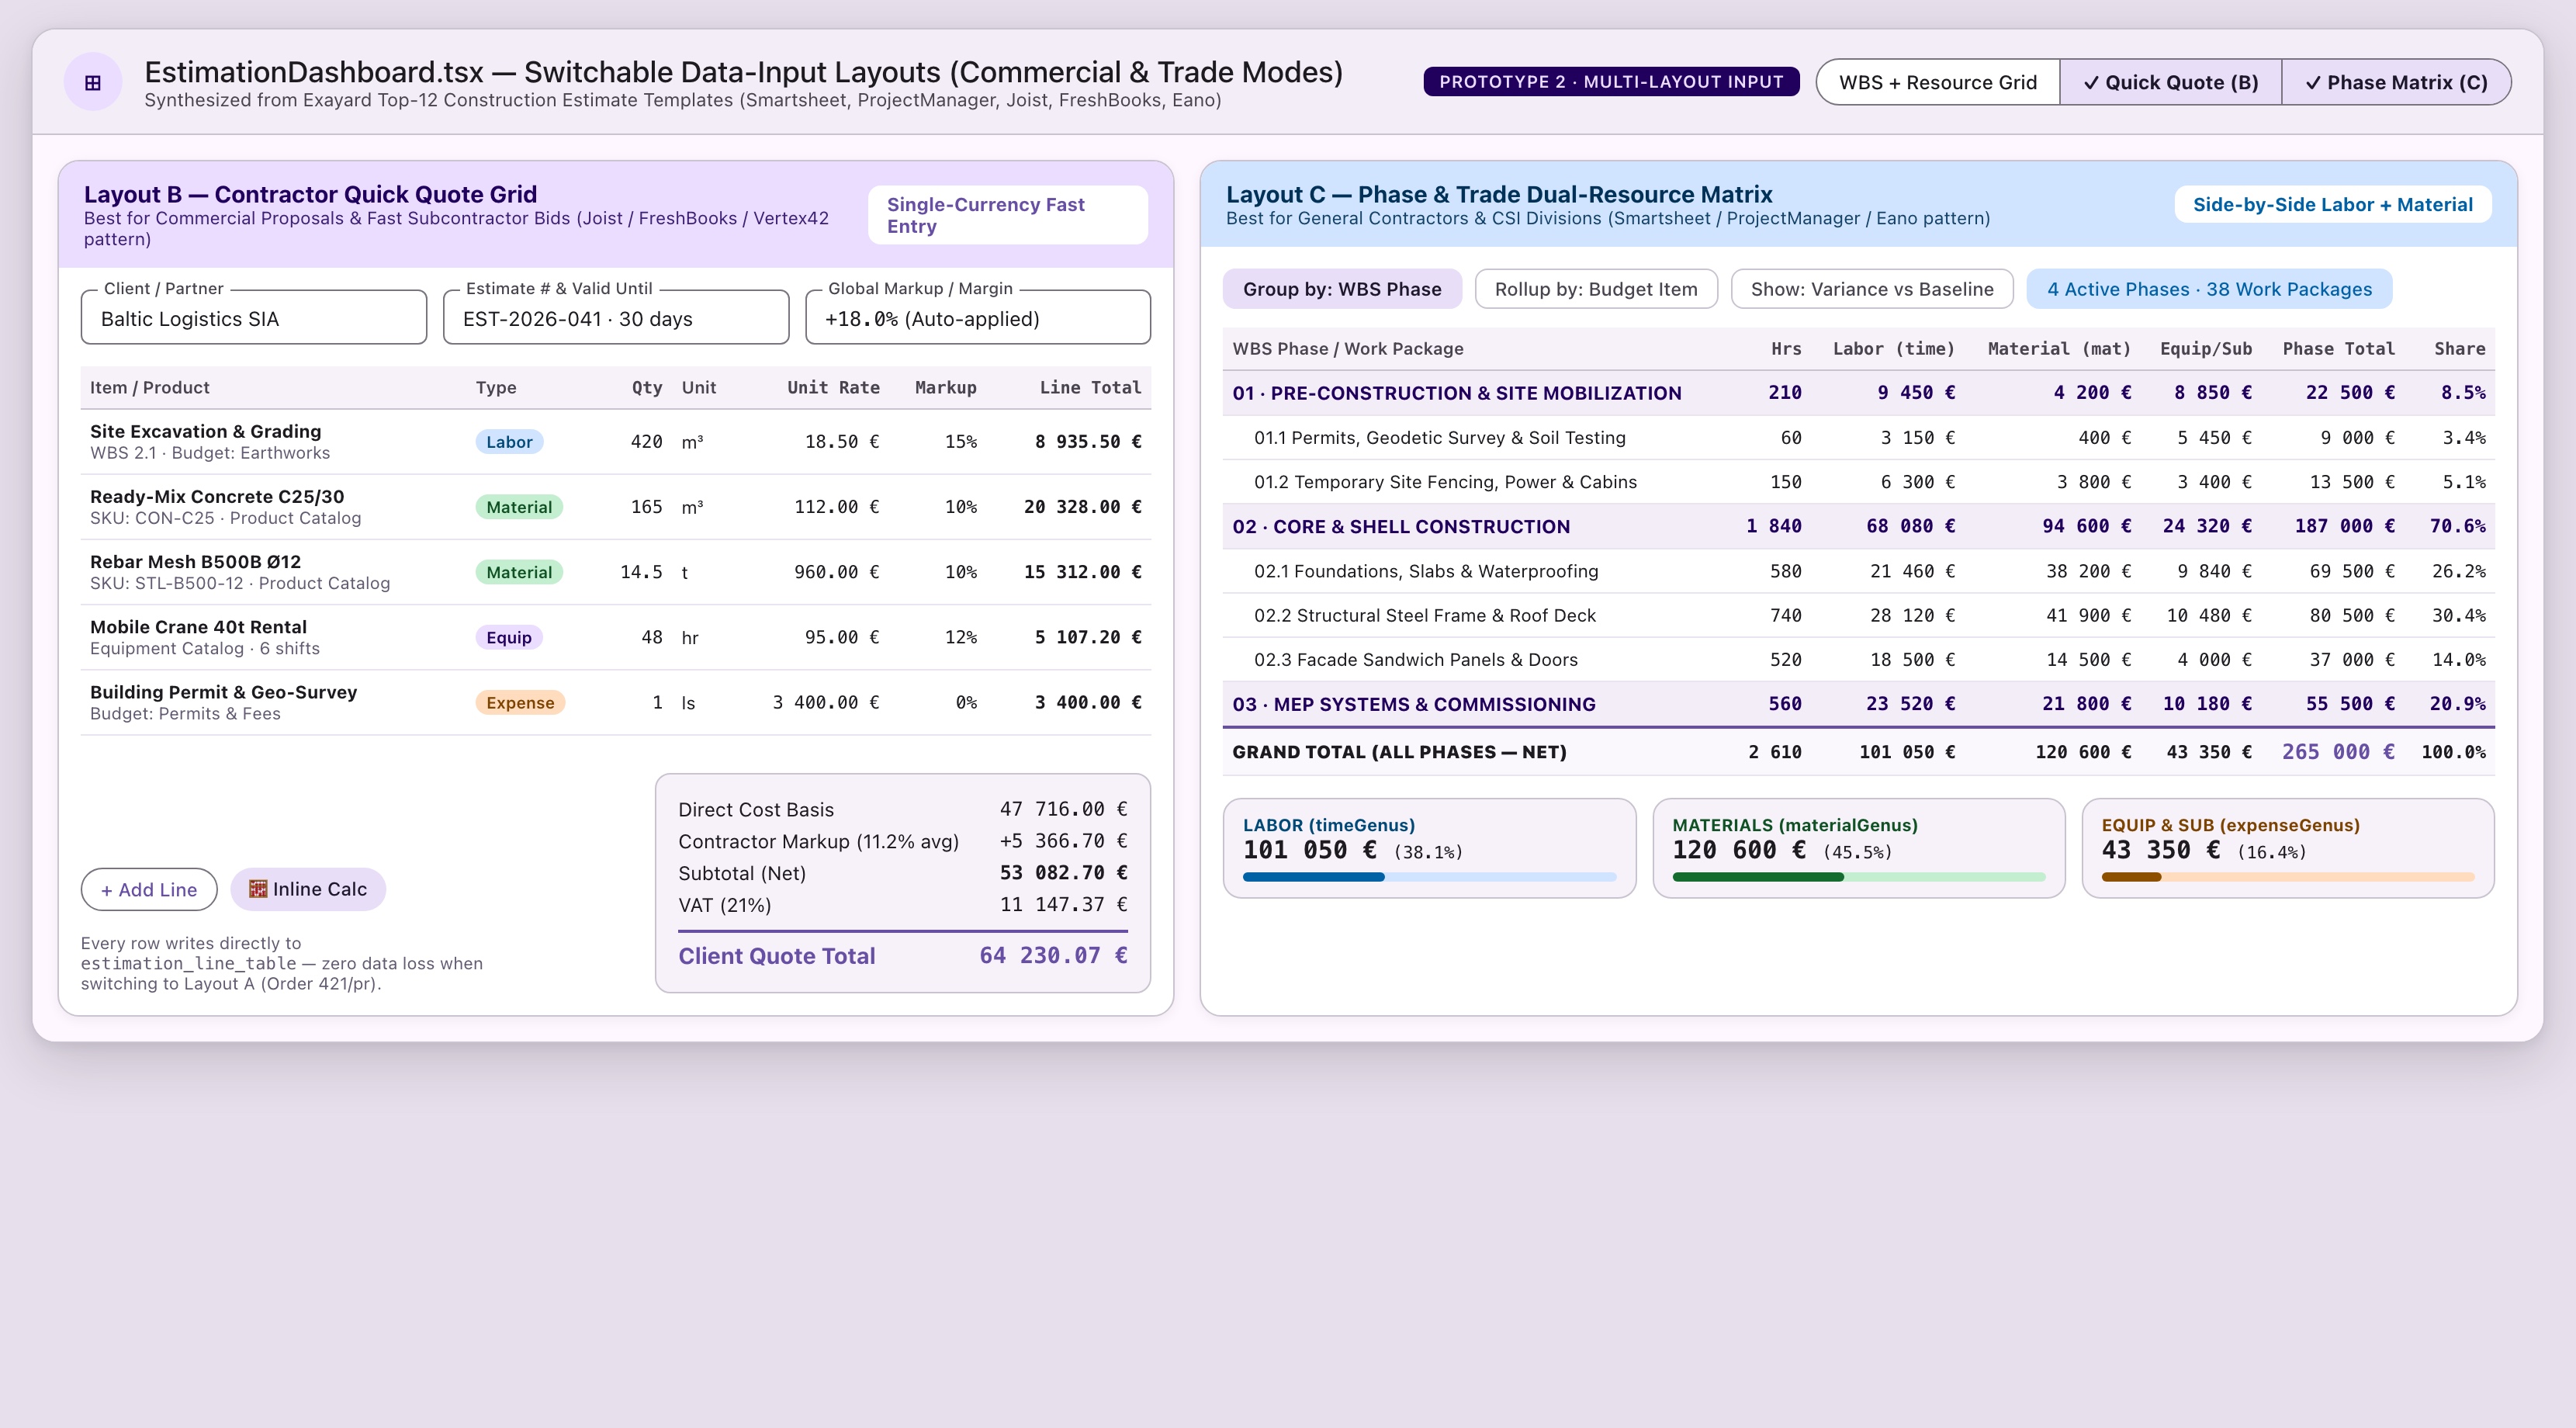 EstimationDashboard.tsx — Switchable Data-Input Layouts (Commercial & Trade Modes)
Synthesized from Exayard Top-12 Construction Estimate Templates (Smartsheet, ProjectManager, Joist, FreshBooks, Eano)
PROTOTYPE 2 · MULTI-LAYOUT INPUT
WBS + Resource Grid
✓ Quick Quote (B)
✓ Phase Matrix (C)
Layout B — Contractor Quick Quote Grid
Best for Commercial Proposals & Fast Subcontractor Bids (Joist / FreshBooks / Vertex42
pattern)
Single-Currency Fast
Entry
Client / Partner
Baltic Logistics SIA
Estimate # & Valid Until
EST-2026-041 · 30 days
Global Markup / Margin
+18.0% (Auto-applied)
Item / Product Type Qty Unit Unit Rate Markup Line Total
Site Excavation & Grading
WBS 2.1 · Budget: Earthworks
Labor 420 m³ 18.50 € 15% 8 935.50 €
Ready-Mix Concrete C25/30
SKU: CON-C25 · Product Catalog
Material 165 m³ 112.00 € 10% 20 328.00 €
Rebar Mesh B500B Ø12
SKU: STL-B500-12 · Product Catalog
Material 14.5 t 960.00 € 10% 15 312.00 €
Mobile Crane 40t Rental
Equipment Catalog · 6 shifts
Equip 48 hr 95.00 € 12% 5 107.20 €
Building Permit & Geo-Survey
Budget: Permits & Fees
Expense 1 ls 3 400.00 € 0% 3 400.00 €
+ Add Line
Inline Calc
Every row writes directly to
estimation_line_table — zero data loss when
switching to Layout A (Order 421/pr).
Direct Cost Basis 47 716.00 €
Contractor Markup (11.2% avg) +5 366.70 €
Subtotal (Net) 53 082.70 €
VAT (21%) 11 147.37 €
Client Quote Total 64 230.07 €
Layout C — Phase & Trade Dual-Resource Matrix
Best for General Contractors & CSI Divisions (Smartsheet / ProjectManager / Eano pattern)
Side-by-Side Labor + Material
Group by: WBS Phase
Rollup by: Budget Item
Show: Variance vs Baseline
4 Active Phases · 38 Work Packages
WBS Phase / Work Package Hrs Labor (time) Material (mat) Equip/Sub Phase Total Share
01 · PRE-CONSTRUCTION & SITE MOBILIZATION 210 9 450 € 4 200 € 8 850 € 22 500 € 8.5%
01.1 Permits, Geodetic Survey & Soil Testing 60 3 150 € 400 € 5 450 € 9 000 € 3.4%
01.2 Temporary Site Fencing, Power & Cabins 150 6 300 € 3 800 € 3 400 € 13 500 € 5.1%
02 · CORE & SHELL CONSTRUCTION 1 840 68 080 € 94 600 € 24 320 € 187 000 € 70.6%
02.1 Foundations, Slabs & Waterproofing 580 21 460 € 38 200 € 9 840 € 69 500 € 26.2%
02.2 Structural Steel Frame & Roof Deck 740 28 120 € 41 900 € 10 480 € 80 500 € 30.4%
02.3 Facade Sandwich Panels & Doors 520 18 500 € 14 500 € 4 000 € 37 000 € 14.0%
03 · MEP SYSTEMS & COMMISSIONING 560 23 520 € 21 800 € 10 180 € 55 500 € 20.9%
GRAND TOTAL (ALL PHASES — NET) 2 610 101 050 € 120 600 € 43 350 € 265 000 € 100.0%
LABOR (timeGenus)
101 050 € (38.1%)
MATERIALS (materialGenus)
120 600 € (45.5%)
EQUIP & SUB (expenseGenus)
43 350 € (16.4%)